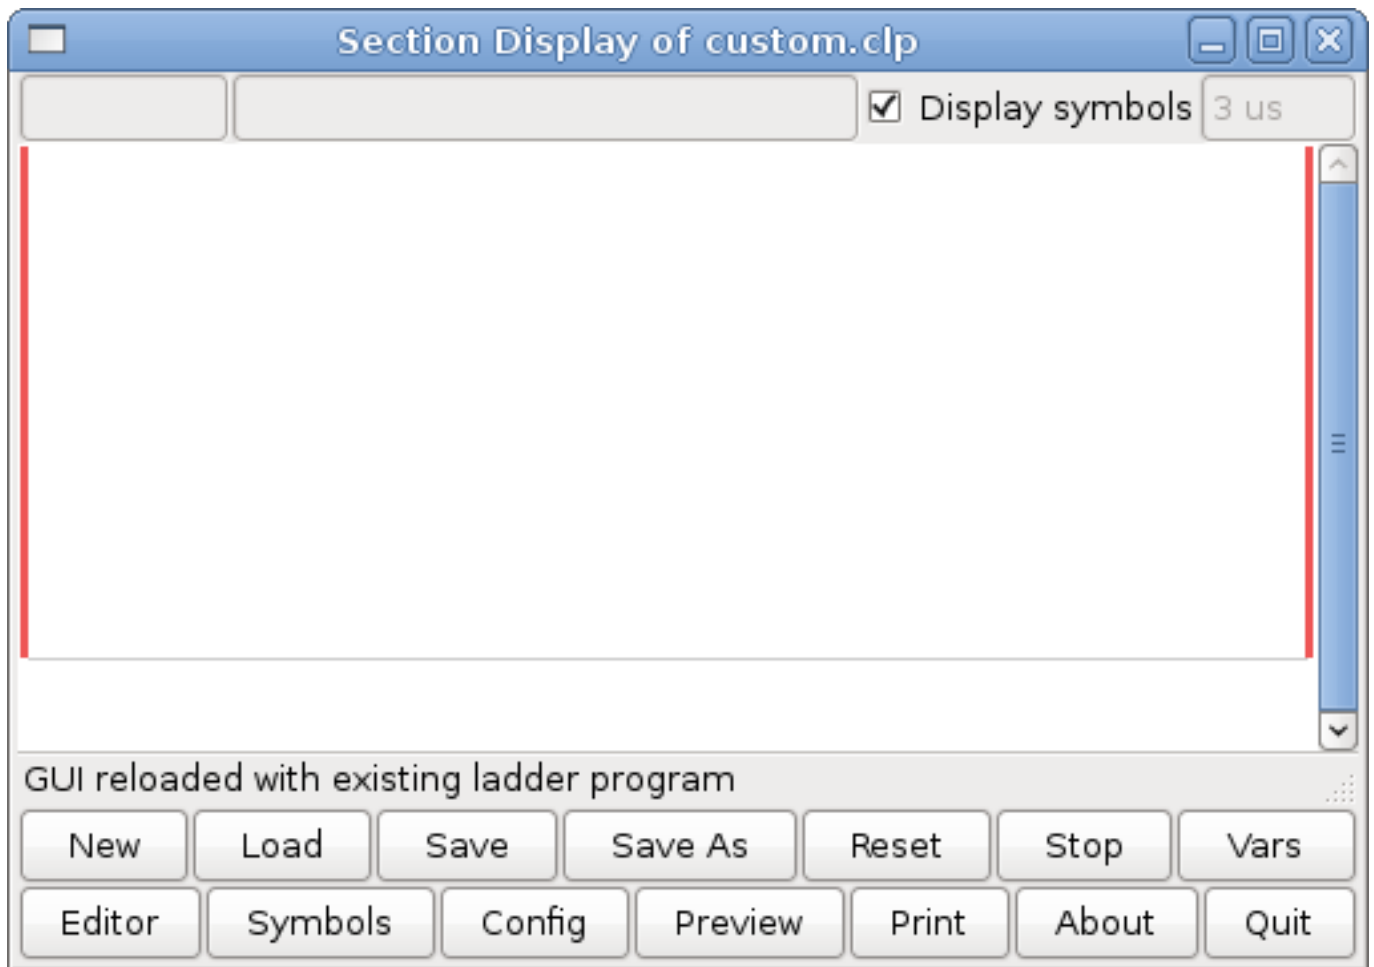 Section Display of custom.clp
Display symbols 3 us
GUI reloaded with existing ladder program
New Load Save Save As Reset Stop Vars
Editor Symbols Config Preview Print About Quit